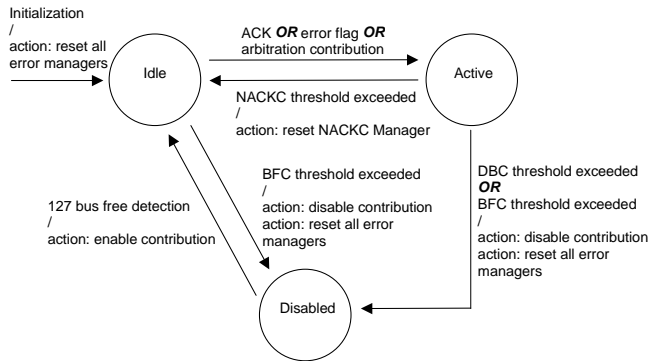 Initialization
/
action: reset all
error managers
Idle
ACK OR error flag OR
arbitration contribution
Active
NACKC threshold exceeded
/
action: reset NACKC Manager
BFC threshold exceeded
/
action: disable contribution
action: reset all error
managers
DBC threshold exceeded
OR
BFC threshold exceeded
/
action: disable contribution
action: reset all error
managers
127 bus free detection
/
action: enable contribution
Disabled